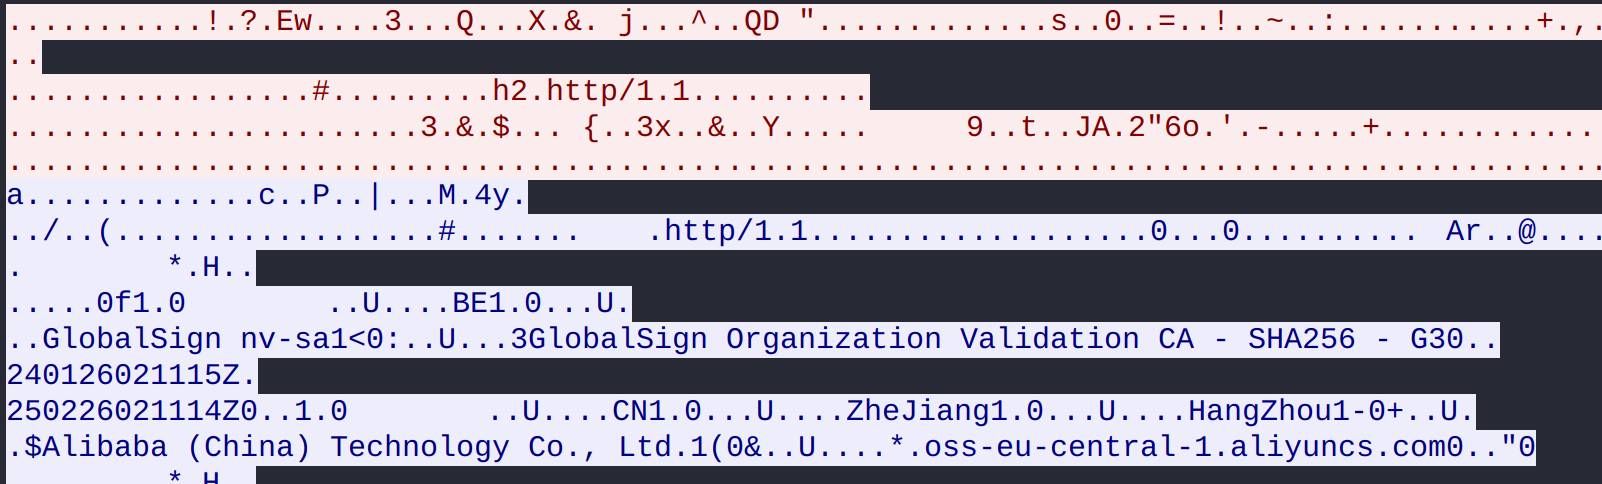 ...........!.?.Ew....3...Q...X.&. j...^..QD ".............s..0..=..!..~..:...........+.,.
..
.................#.........h2.http/1.1..........
.......................3.&.$... {..3x..&..Y.....      9..t..JA.2"6o.'.-.....+............
.........................................................................................
a.............c..P..|...M.4y.
../..(..................#.......    .http/1.1...................0...0.......... Ar..@....
.        *.H..
.....0f1.0        ..U....BE1.0...U.
..GlobalSign nv-sa1<0:..U...3GlobalSign Organization Validation CA - SHA256 - G30..
240126021115Z.
250226021114Z0..1.0        ..U....CN1.0...U....ZheJiang1.0...U....HangZhou1-0+..U.
.$Alibaba (China) Technology Co., Ltd.1(0&..U....*.oss-eu-central-1.aliyuncs.com0.."0
*.H..